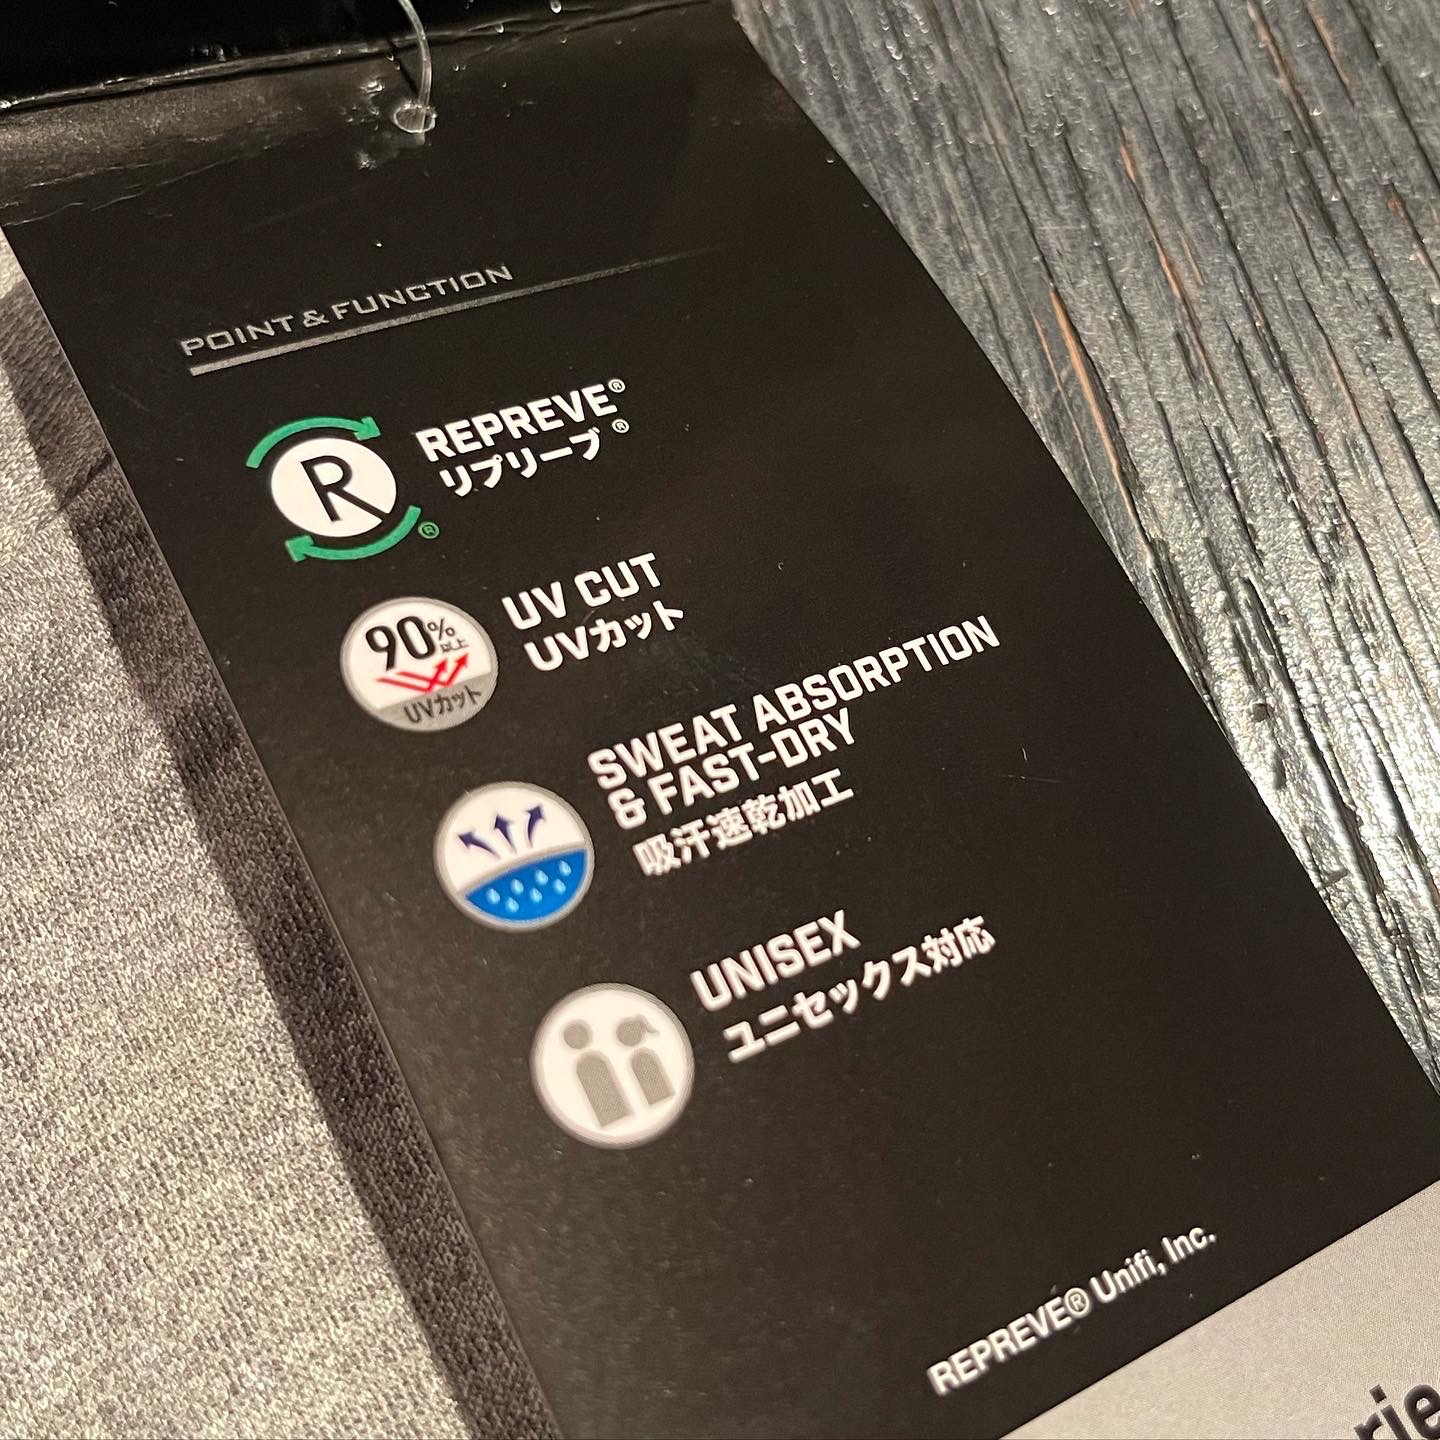 POINT & FUNCTION
R
®
REPREVE®
リプリーブ®
90%以上
UVカット
UV CUT
UVカット
SWEAT ABSORPTION
& FAST-DRY
吸汗速乾加工
UNISEX
ユニセックス対応
REPREVE® Unifi, Inc.